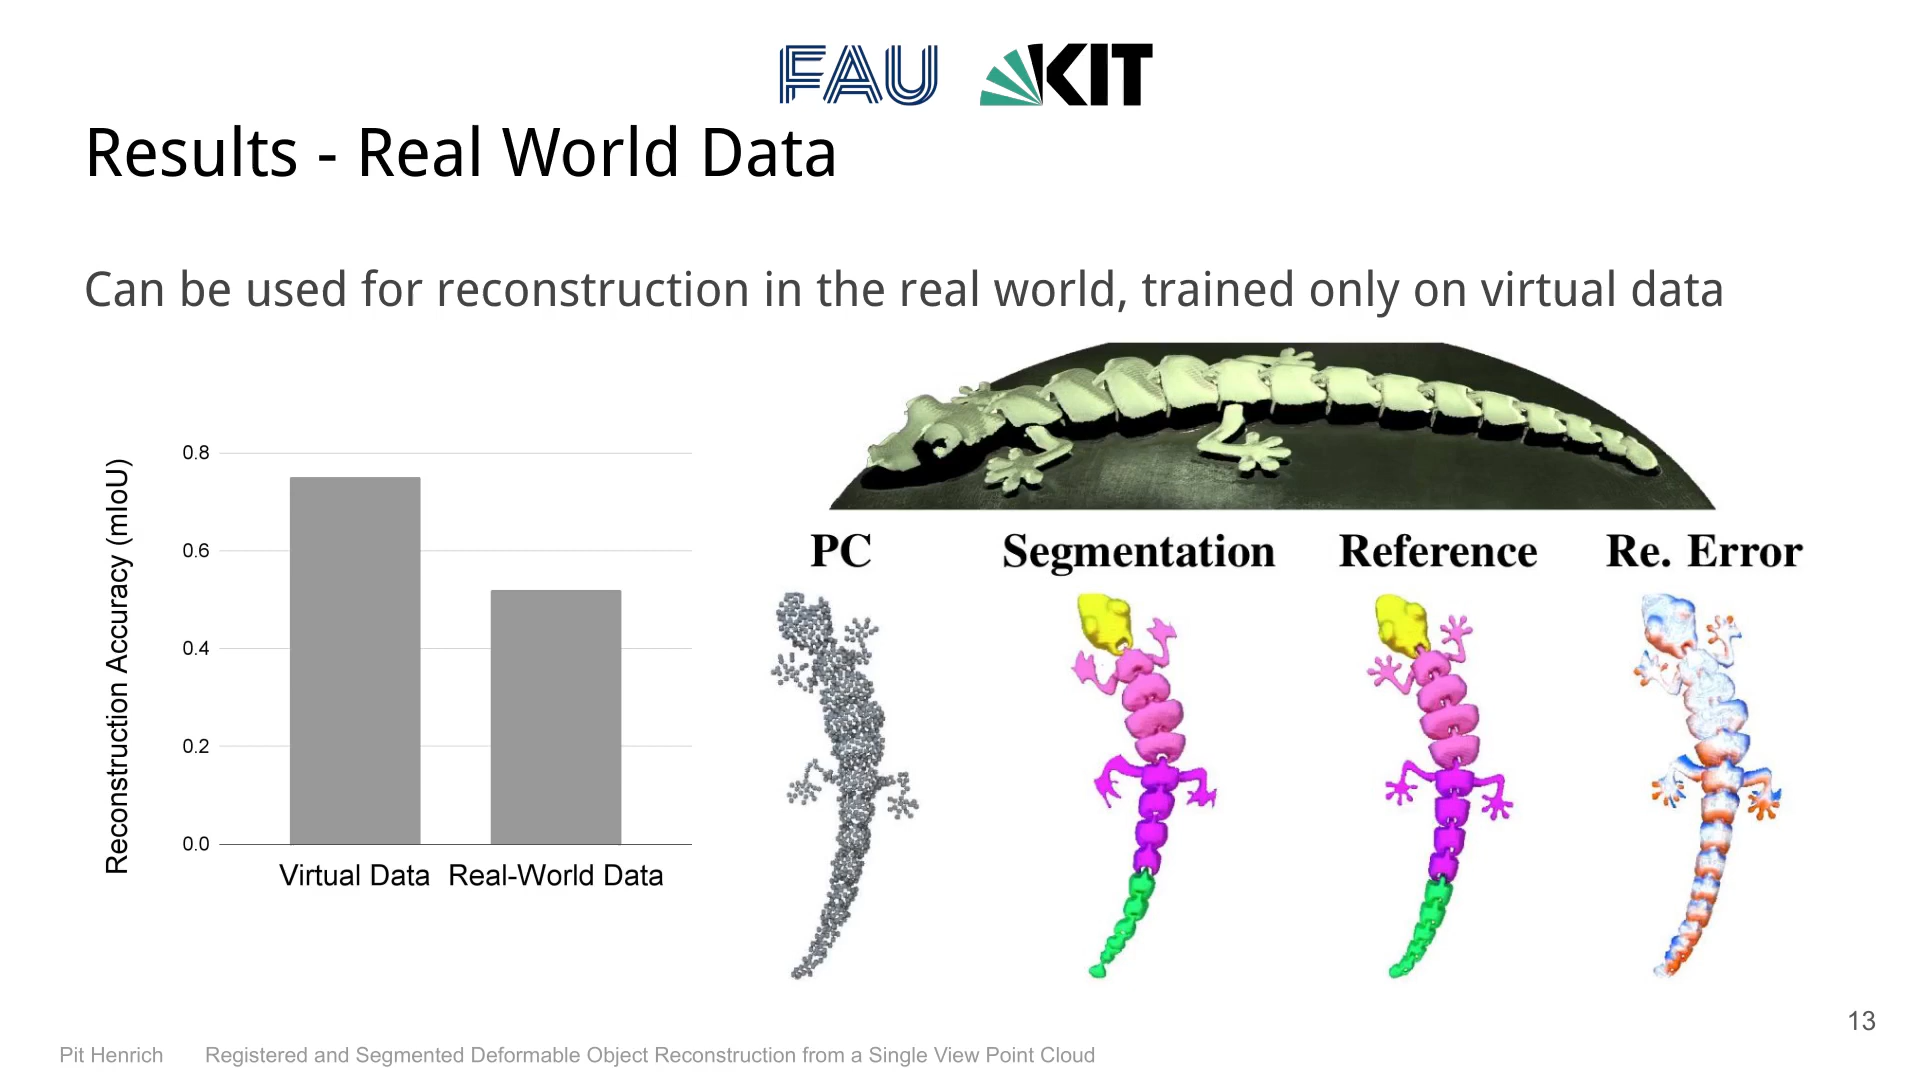 FAU KIT
Results - Real World Data
Can be used for reconstruction in the real world, trained only on virtual data
Reconstruction Accuracy (mIoU)
0.8
0.6
0.4
0.2
0.0
Virtual Data Real-World Data
PC Segmentation Reference Re. Error
13
Pit Henrich Registered and Segmented Deformable Object Reconstruction from a Single View Point Cloud